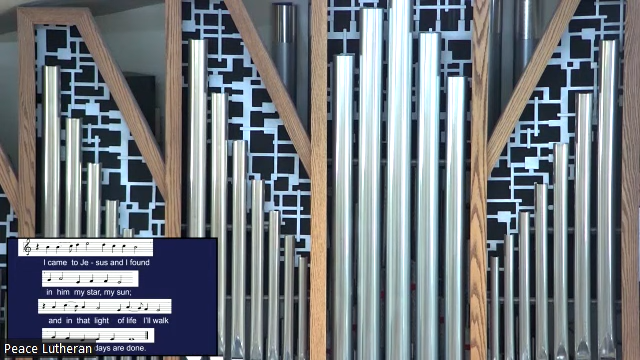 I came to Je - sus and I found
in him my star, my sun;
and in that light of life I'll walk
days are done.
Peace Lutheran